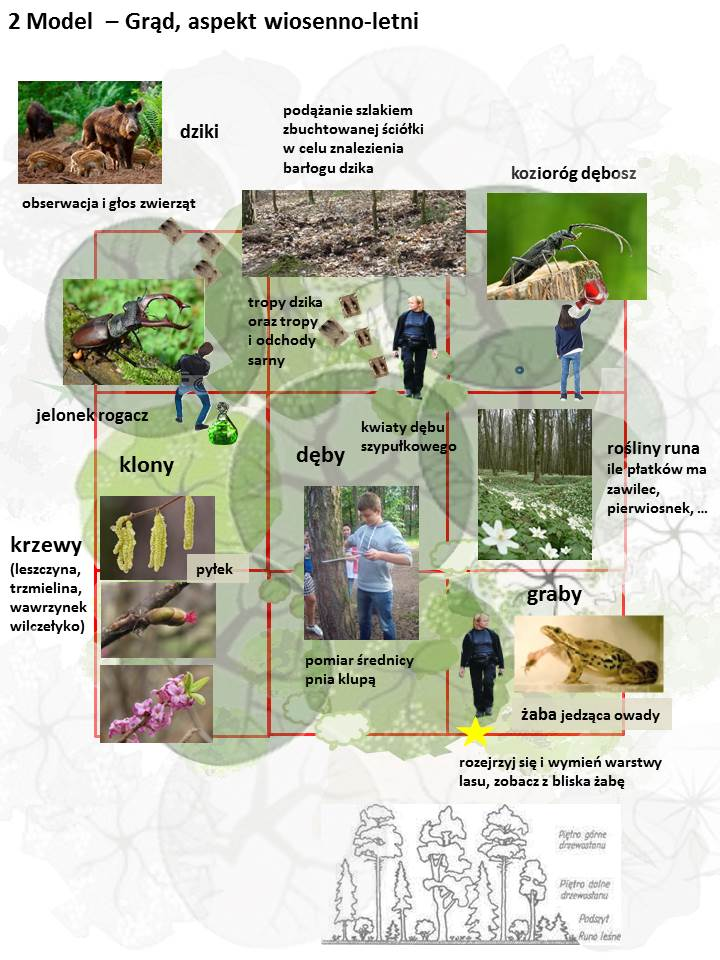 2 Model – Grąd, aspekt wiosenno-letni
dziki
podążanie szlakiem
zbuchtowanej ściółki
w celu znalezienia
barłogu dzika
kozioróg dębosz
obserwacja i głos zwierząt
tropy dzika
oraz tropy
i odchody
sarny
jelonek rogacz
kwiaty dębu
szypułkowego
klony
dęby
rośliny runa
ile płatków ma
zawilec,
pierwiosnek, ...
krzewy
(leszczyna,
trzmielina,
wawrzynek
wilczełyko)
pyłek
graby
pomiar średnicy
pnia klupą
żaba jedząca owady
rozejrzyj się i wymień warstwy
lasu, zobacz z bliska żabę
Piętro górne
drzewostanu
Piętro dolne
drzewostanu
Podszyt
Runo leśne